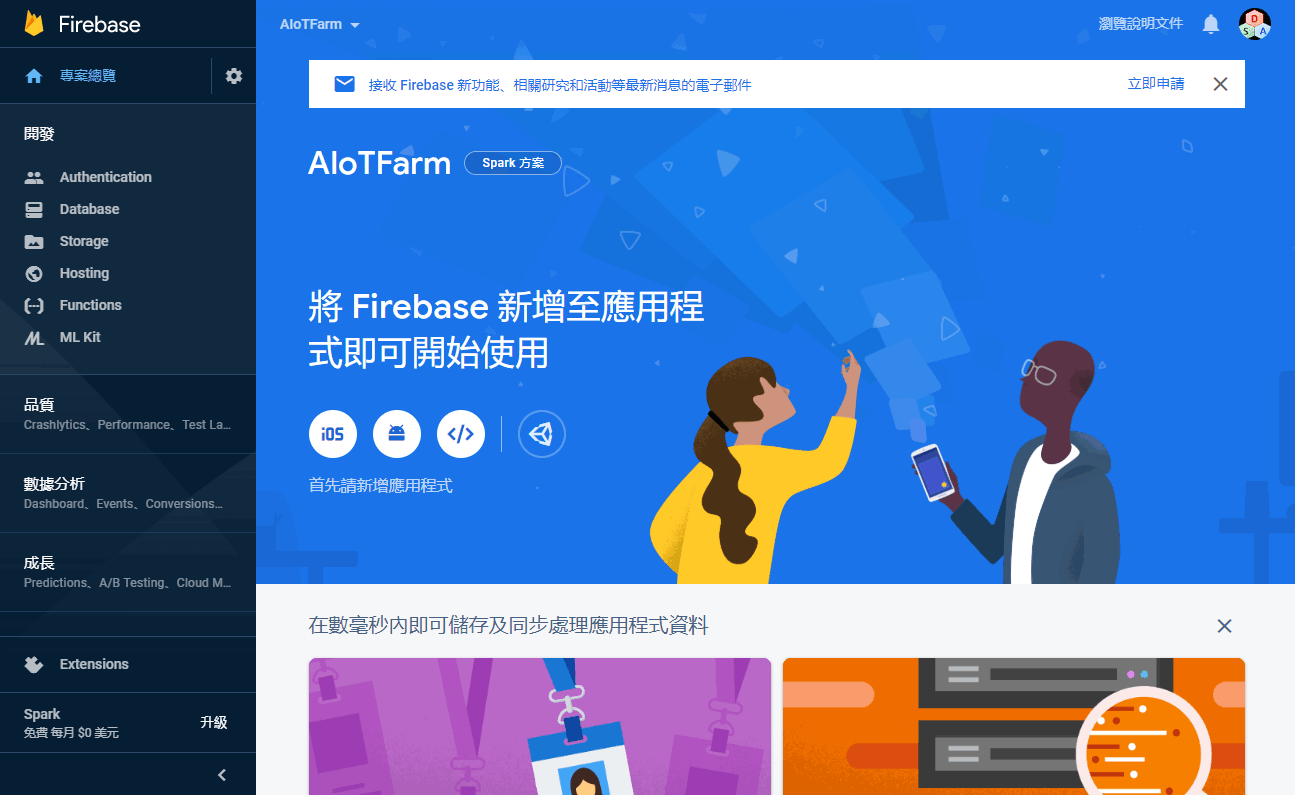 Firebase
專案總覽
開發
Authentication
Database
Storage
Hosting
Functions
ML Kit
品質
Crashlytics、Performance、Test La...
數據分析
Dashboard、Events、Conversions...
成長
Predictions、A/B Testing、Cloud M...
Extensions
Spark
免費 每月 $0 美元
升級
AIoTFarm
瀏覽說明文件
D
S A
接收 Firebase 新功能、相關研究和活動等最新消息的電子郵件
立即申請
AIoTFarm
Spark 方案
將 Firebase 新增至應用程
式即可開始使用
iOS
</>
首先請新增應用程式
在數毫秒內即可儲存及同步處理應用程式資料